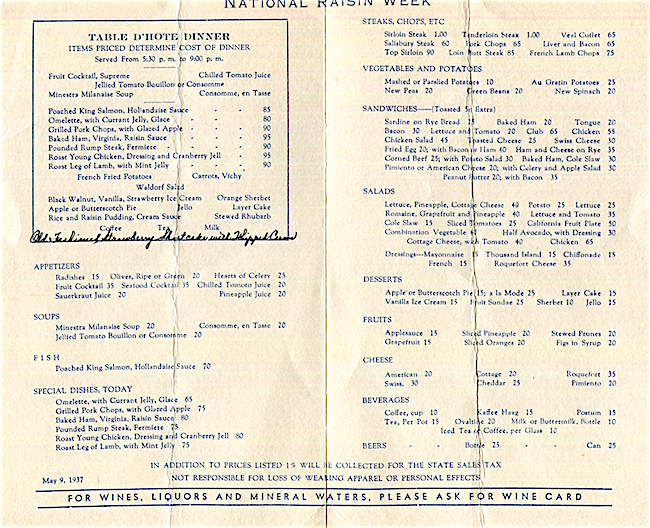 NATIONAL RAISIN WEEK
TABLE D'HOTE DINNER
ITEMS PRICED DETERMINE COST OF DINNER
Served From 5:30 p. m. to 9:00 p. m.
Fruit Cocktail, Supreme Chilled Tomato Juice
Jellied Tomato Bouillon or Consomme
Minestra Milanaise Soup Consomme, en Tasse
Poached King Salmon, Hollandaise Sauce - - 85
Omelette, with Currant Jelly, Glace - - - 80
Grilled Pork Chops, with Glazed Apple - - - 90
Baked Ham, Virginia, Raisin Sauce - - - 95
Pounded Rump Steak, Fermiere - - - - 90
Roast Young Chicken, Dressing and Cranberry Jell - 95
Roast Leg of Lamb, with Mint Jelly - - - 90
French Fried Potatoes Carrots, Vichy
Waldorf Salad
Black Walnut, Vanilla, Strawberry Ice Cream Orange Sherbet
Apple or Butterscotch Pie Jello Layer Cake
Rice and Raisin Pudding, Cream Sauce Stewed Rhubarb
Coffee Tea Milk
Old Fashioned Strawberry Shortcake with Whipped Cream
APPETIZERS
Radishes 15 Olives, Ripe or Green 20 Hearts of Celery 25
Fruit Cocktail 35 Seafood Cocktail 35 Chilled Tomoto Juice 20
Sauerkraut Juice 20 Pineapple Juice 20
SOUPS
Minestra Milanaise Soup 20 Consomme, en Tasse 20
Jellied Tomato Bouillon or Consomme 20
FISH
Poached King Salmon, Hollandaise Sauce 70
SPECIAL DISHES, TODAY
Omelette, with Currant Jelly, Glace 65
Grilled Pork Chops, with Glazed Apple 75
Baked Ham, Virginia, Raisin Sauce 80
Pounded Rump Steak, Fermiere 75
Roast Young Chicken, Dressing and Cranberry Jell 80
Roast Leg of Lamb, with Mint Jelly 75
STEAKS, CHOPS, ETC
Sirloin Steak 1.00 Tenderloin Steak 1.00 Veal Cutlet 65
Salisbury Steak 60 Pork Chops 65 Liver and Bacon 65
Top Sirloin 90 Loin Butt Steak 85 French Lamb Chops 75
VEGETABLES AND POTATOES
Mashed or Parslied Potatoes 10 Au Gratin Potatoes 25
New Peas 20 Green Beans 20 New Spinach 20
SANDWICHES—(Toasted 5c Extra)
Sardine on Rye Bread 25 Baked Ham 20 Tongue 20
Bacon 30 Lettuce and Tomato 20 Club 65 Chicken 55
Chicken Salad 45 Toasted Cheese 25 Swiss Cheese 30
Fried Egg 20; with Bacon or Ham 40 Ham and Cheese on Rye 35
Corned Beef 25; with Potato Salad 30 Baked Ham, Cole Slaw 30
Pimiento or American Cheese 20; with Celery and Apple Salad 30
Peanut Butter 20; with Bacon 35
SALADS
Lettuce, Pineapple, Cottage Cheese 40 Potato 25 Lettuce 25
Romaine, Grapefruit and Pineapple 40 Lettuce and Tomato 35
Cole Slaw 15 Sliced Tomatoes 25 California Fruit Plate 50
Combination Vegetable 40 Half Avocado, with Dressing 30
Cottage Cheese, with Tomato 40 Chicken 65
Dressings—Mayonnaise 15 Thousand Island 15 Chiffonade 15
French 15 Roquefort Cheese 35
DESSERTS
Apple or Butterscotch Pie 15; a la Mode 25 Layer Cake 15
Vanilla Ice Cream 15 Fruit Sundae 25 Sherbet 10 Jello 15
FRUITS
Applesauce 15 Sliced Pineapple 20 Stewed Prunes 20
Grapefruit 15 Sliced Oranges 20 Figs in Syrup 20
CHEESE
American 20 Cottage 20 Roquefort 35
Swiss, 30 Cheddar 25 Pimiento 20
BEVERAGES
Coffee, cup 10 Kaffee Haag 15 Postum 15
Tea, Per Pot 15 Ovaltine 20 Milk or Buttermilk, Bottle 10
Iced Tea or Coffee, per Glass 10
BEERS - - Bottle 25 - - Can 25
IN ADDITION TO PRICES LISTED 1% WILL BE COLLECTED FOR THE STATE SALES TAX
May 9, 1937 NOT RESPONSIBLE FOR LOSS OF WEARING APPAREL OR PERSONAL EFFECTS
FOR WINES, LIQUORS AND MINERAL WATERS, PLEASE ASK FOR WINE CARD